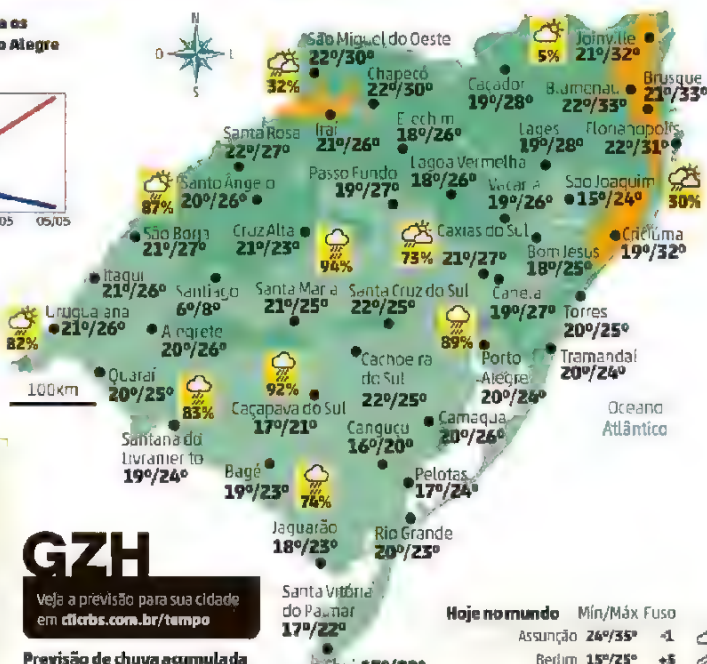 a os
o Alegre
05
05/05
N
O
L
S
32%
São Miguel do Oeste
22º/30º
Chapecó
22º/30º
5%
Joinville
21º/32º
Caçador
19º/28º
Blumenau
22º/33º
Brusque
21º/33º
Santa Rosa
22º/27º
Iraí
21º/26º
Erechim
18º/26º
Lages
19º/28º
Florianópolis
22º/31º
87%
Santo Ângelo
20º/26º
Passo Fundo
19º/27º
Lagoa Vermelha
18º/26º
Vacaria
19º/26º
São Joaquim
15º/24º
30%
São Borja
21º/27º
Cruz Alta
21º/23º
94%
73%
Caxias do Sul
21º/27º
Bom Jesus
18º/25º
Criciúma
19º/32º
Itaqui
21º/26º
Santiago
6º/8º
Santa Maria
21º/25º
Santa Cruz do Sul
22º/25º
Canela
19º/27º
Torres
20º/25º
82%
Uruguaiana
21º/26º
Alegrete
20º/26º
89%
Porto
Alegre
20º/24º
Tramandaí
20º/24º
Quaraí
20º/25º
100km
83%
92%
Cachoeira
do Sul
22º/25º
Caçapava do Sul
17º/21º
Camaquã
20º/26º
Oceano
Atlântico
Santana do
Livramento
19º/24º
Canguçu
16º/20º
Bagé
19º/23º
74%
Pelotas
17º/24º
Jaguarão
18º/23º
Rio Grande
20º/23º
Santa Vitória
do Palmar
17º/22º
GZH
Veja a previsão para sua cidade
em clicrbs.com.br/tempo
Previsão de chuva acumulada
Hoje no mundo Mín/Máx Fuso
Assunção 24º/35º -1
Berlim 15º/25º +5